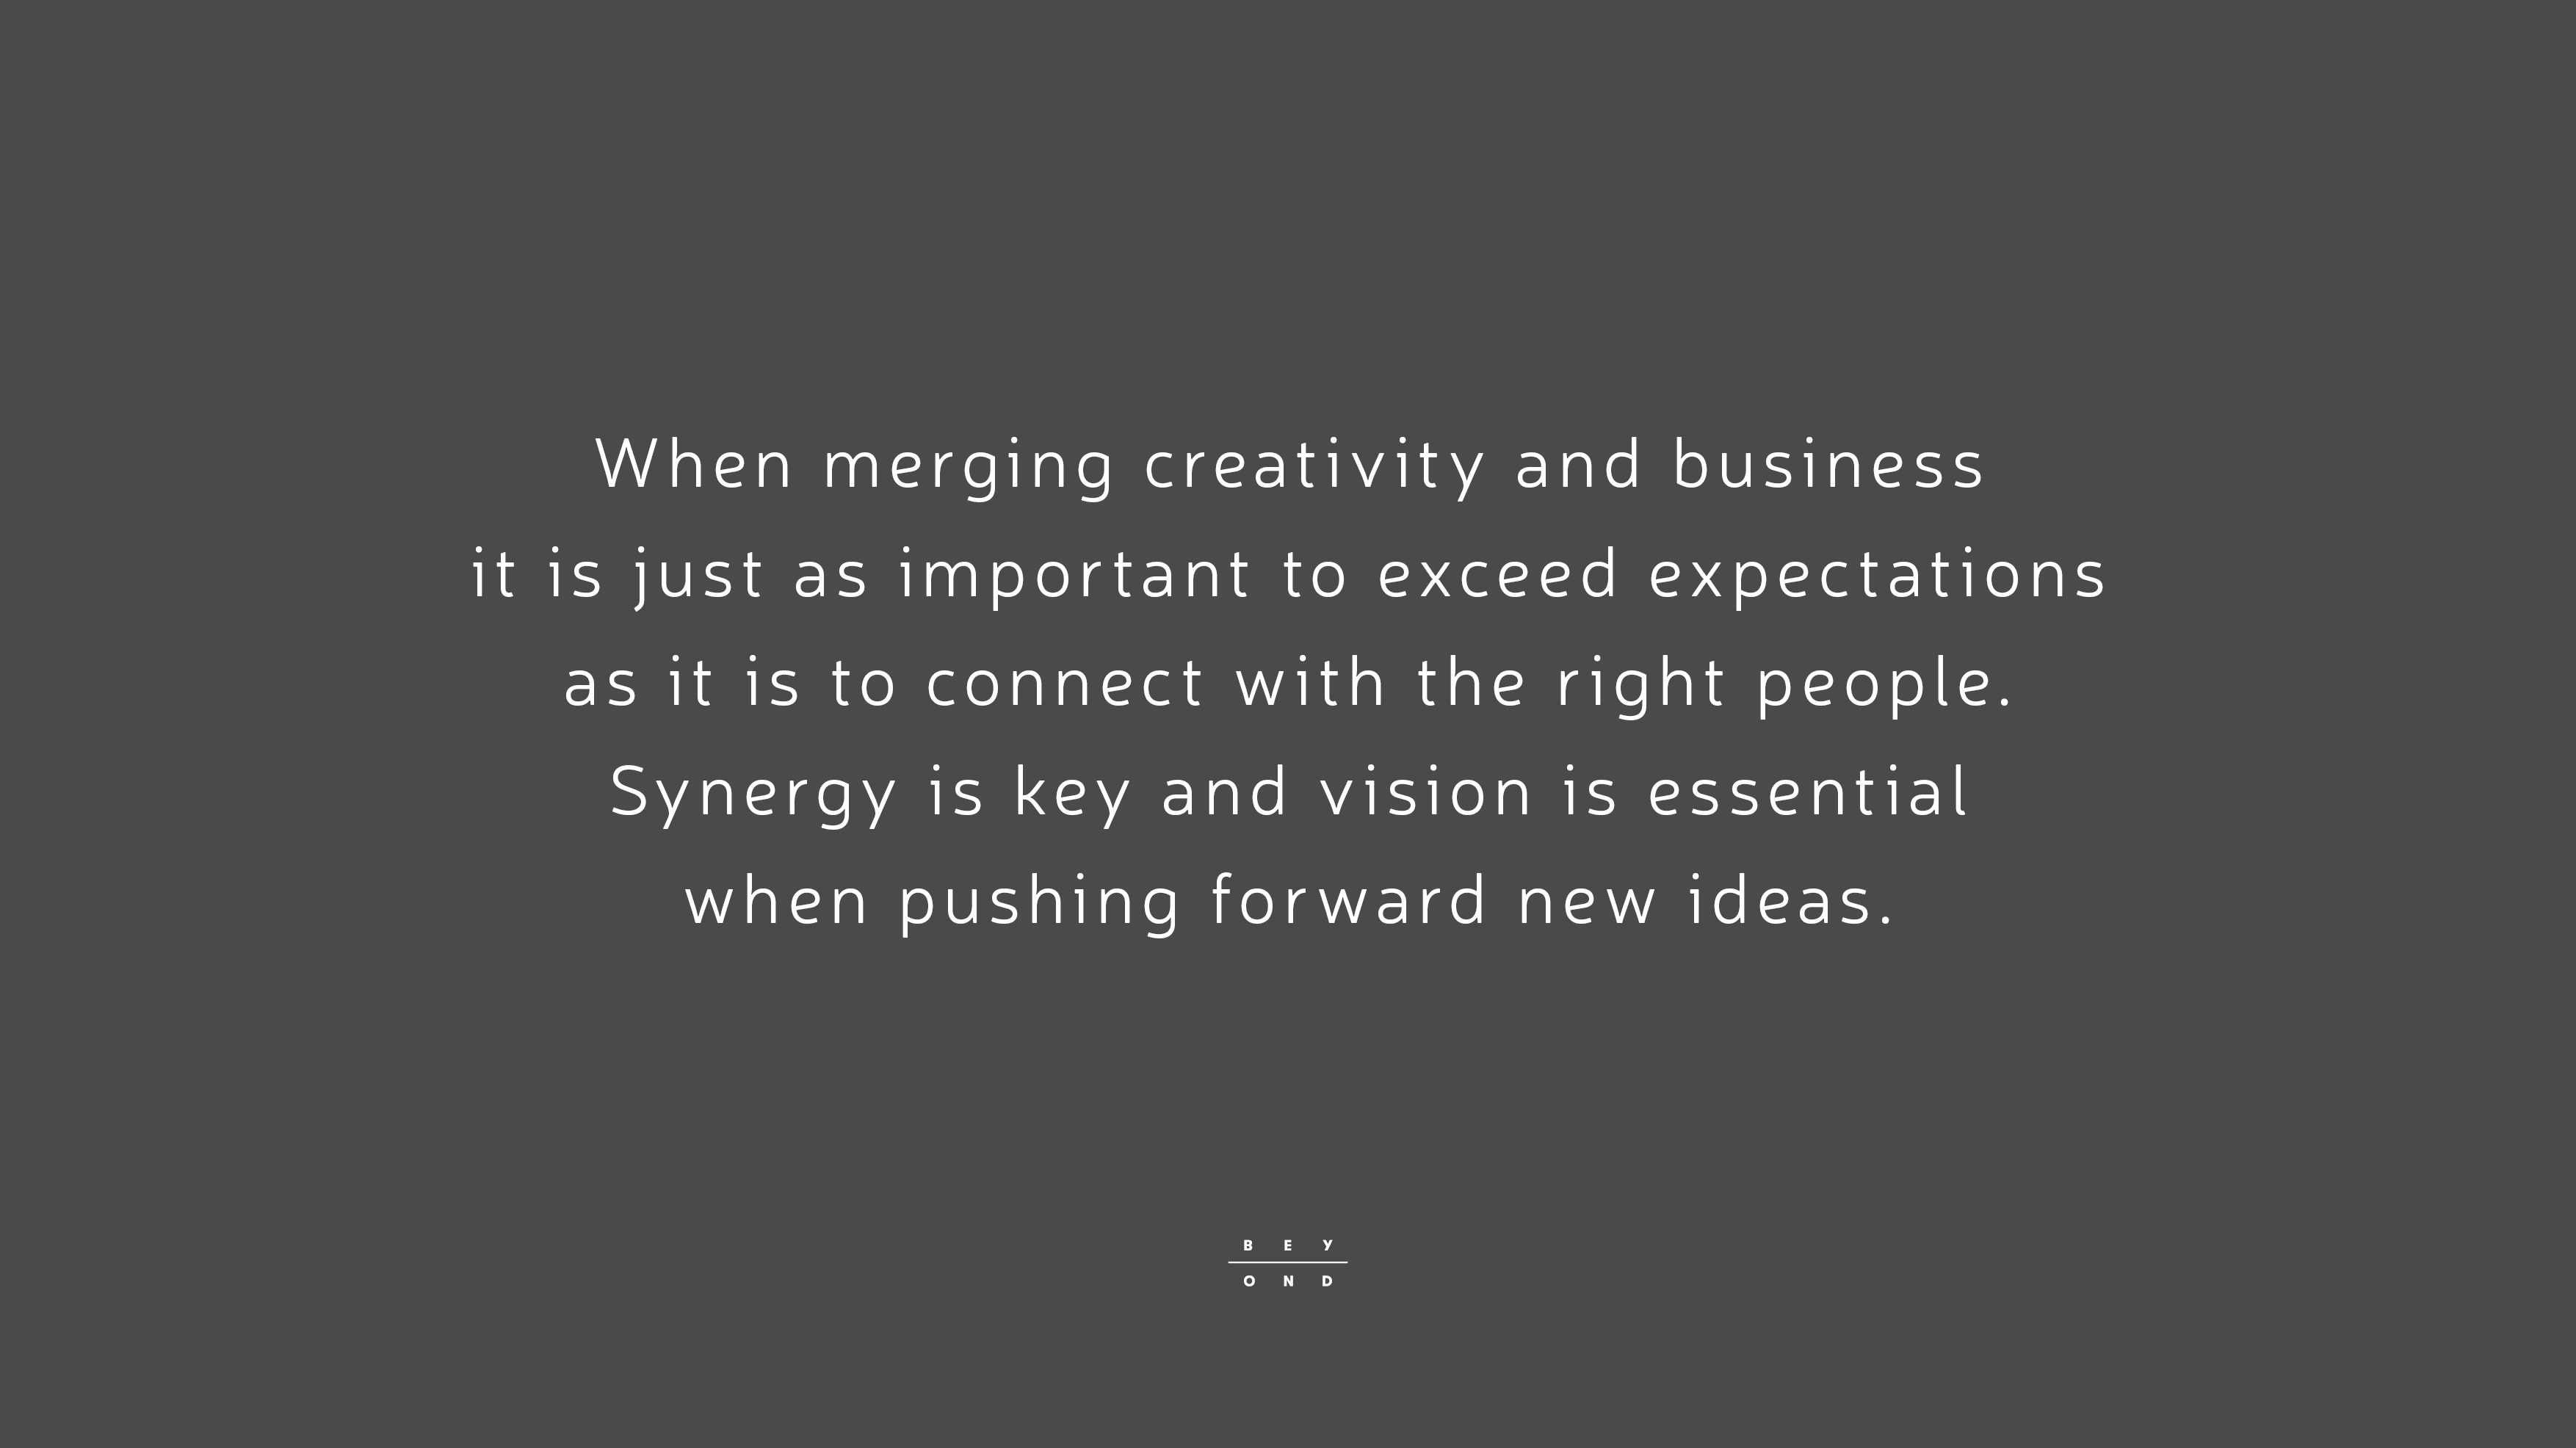 When merging creativity and business
it is just as important to exceed expectations
as it is to connect with the right people.
Synergy is key and vision is essential
when pushing forward new ideas.
B E Y
O N D